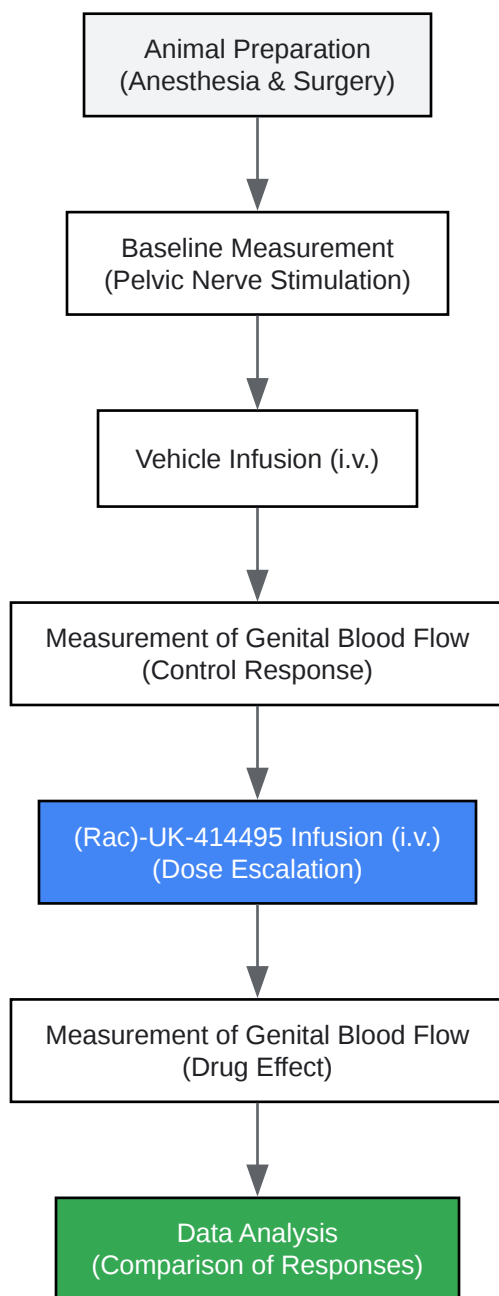 Animal Preparation
(Anesthesia & Surgery)
Baseline Measurement
(Pelvic Nerve Stimulation)
Vehicle Infusion (i.v.)
Measurement of Genital Blood Flow
(Control Response)
(Rac)-UK-414495 Infusion (i.v.)
(Dose Escalation)
Measurement of Genital Blood Flow
(Drug Effect)
Data Analysis
(Comparison of Responses)